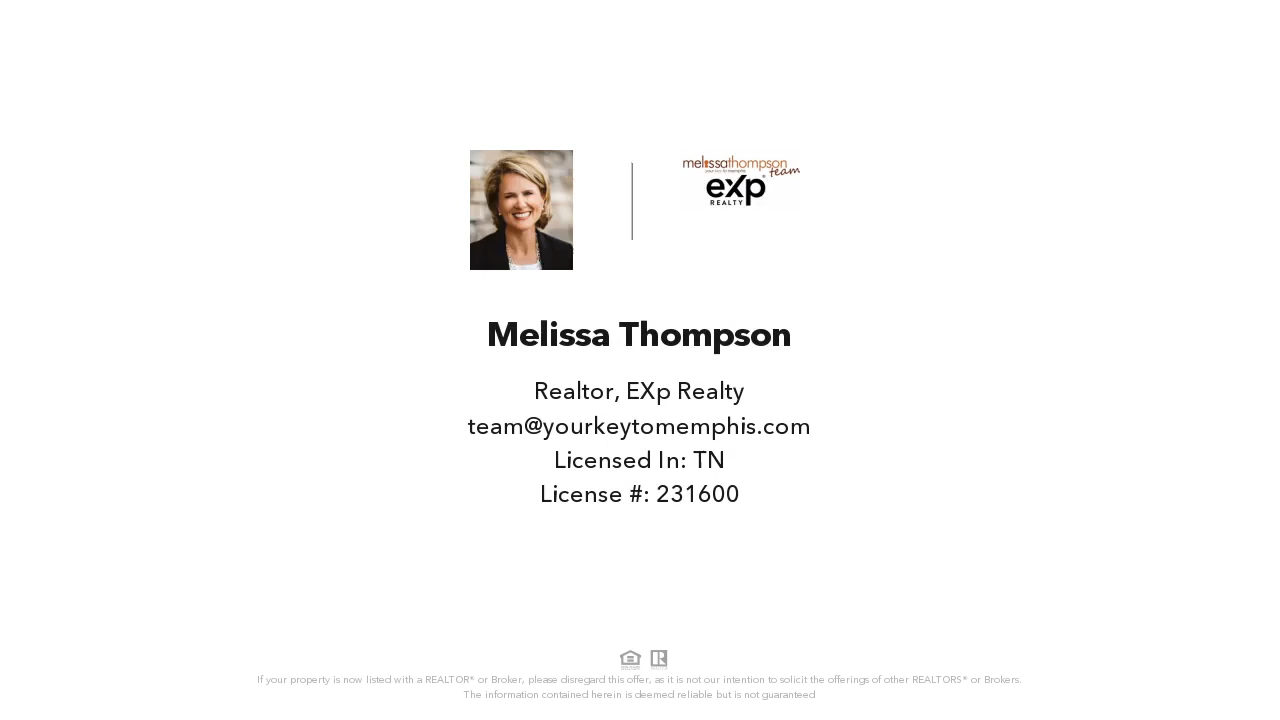 melissathompson
team
eXp
REALTY
Melissa Thompson
Realtor, EXp Realty
team@yourkeytomemphis.com
Licensed In: TN
License #: 231600
If your property is now listed with a REALTOR® or Broker, please disregard this offer, as it is not our intention to solicit the offerings of other REALTORS® or Brokers.
The information contained herein is deemed reliable but is not guaranteed